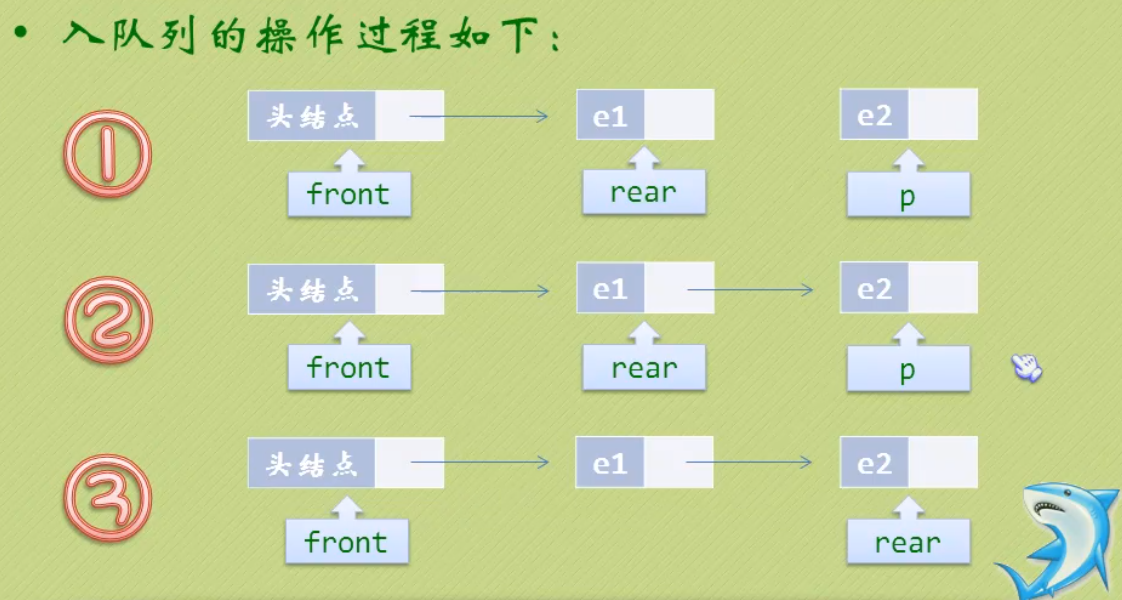 • 入队列的操作过程如下：
①
头结点 e1 e2
front rear p
②
头结点 e1 e2
front rear p
③
头结点 e1 e2
front rear